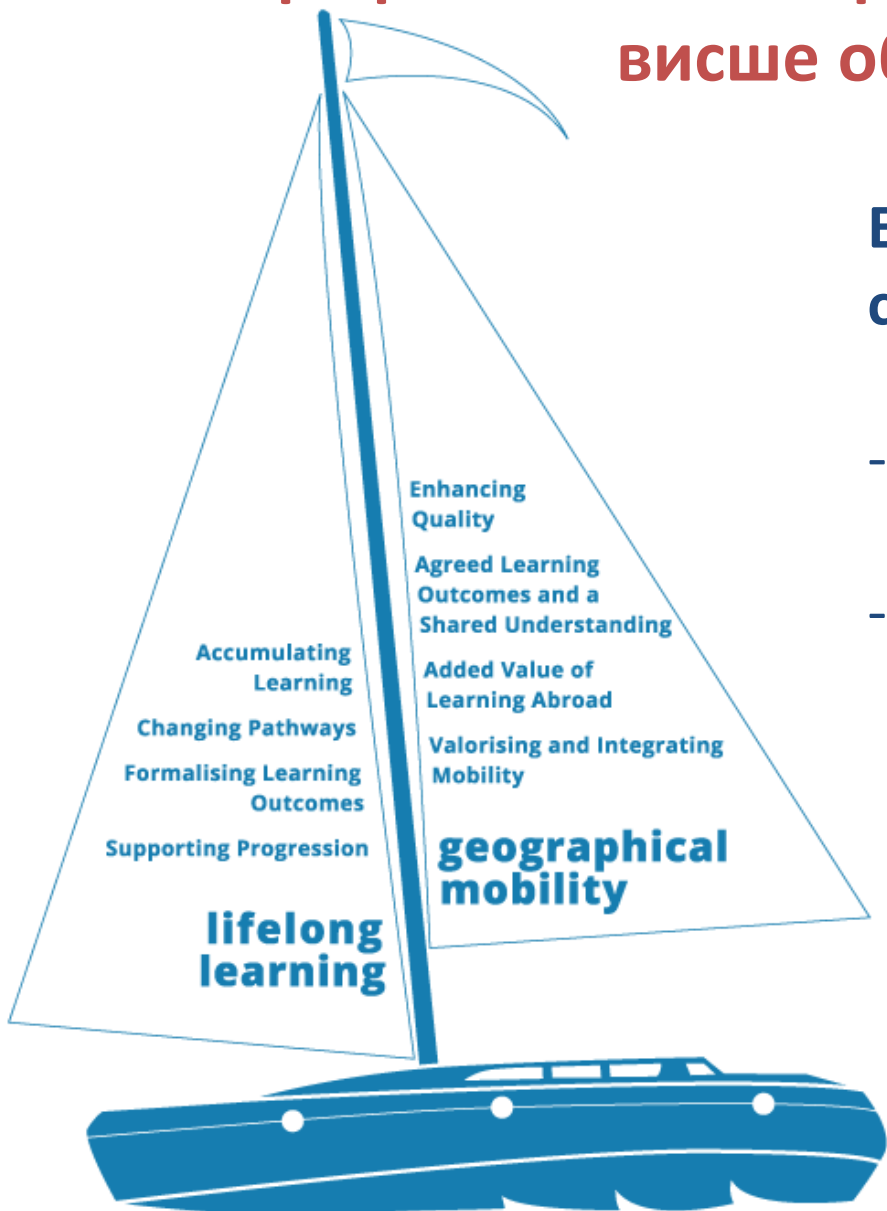 висше
Accumulating
Learning
Changing Pathways
Formalising Learning
Outcomes
Supporting Progression
lifelong
learning
Enhancing
Quality
Agreed Learning
Outcomes and a
Shared Understanding
Added Value of
Learning Abroad
Valorising and Integrating
Mobility
geographical
mobility
-
-